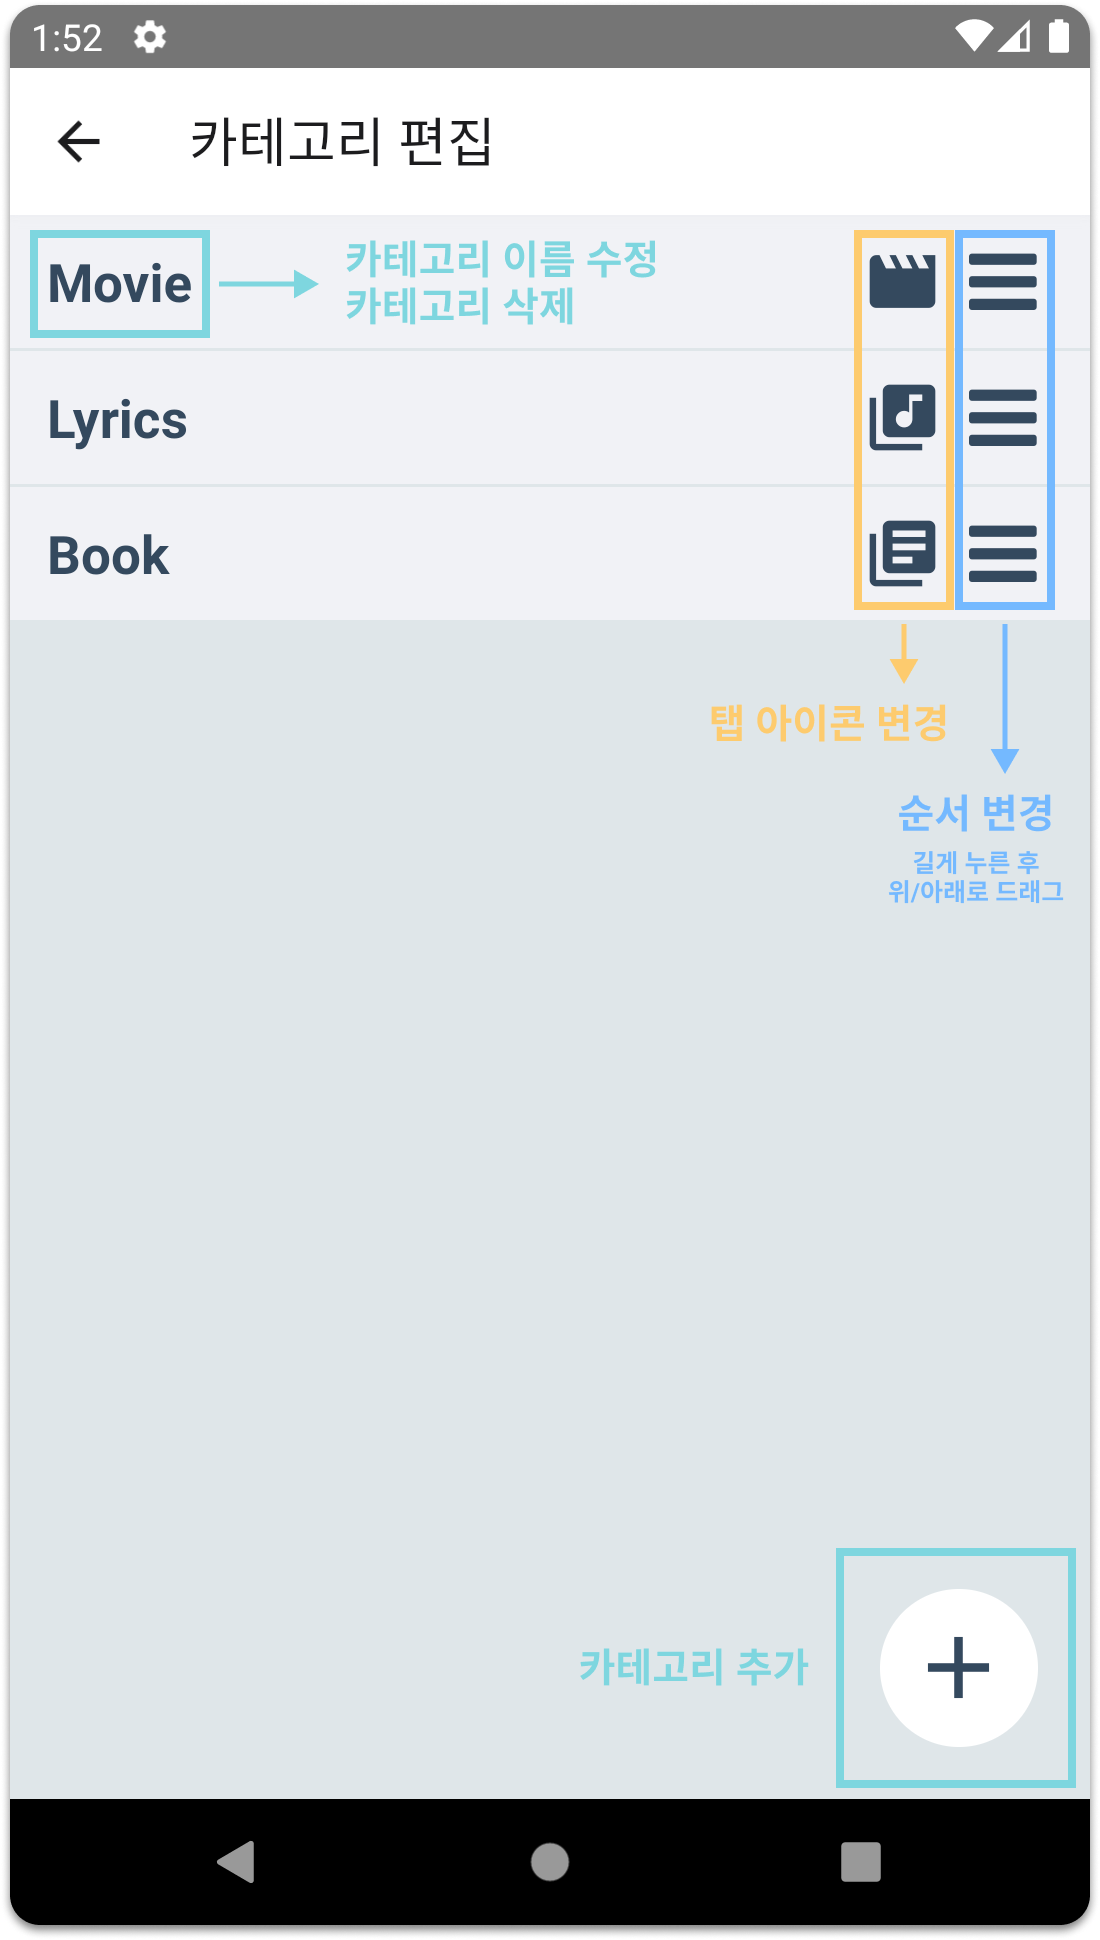 1:52
카테고리 편집
Movie
카테고리 이름 수정
카테고리 삭제
Lyrics
Book
탭 아이콘 변경
순서 변경
길게 누른 후
위/아래로 드래그
카테고리 추가